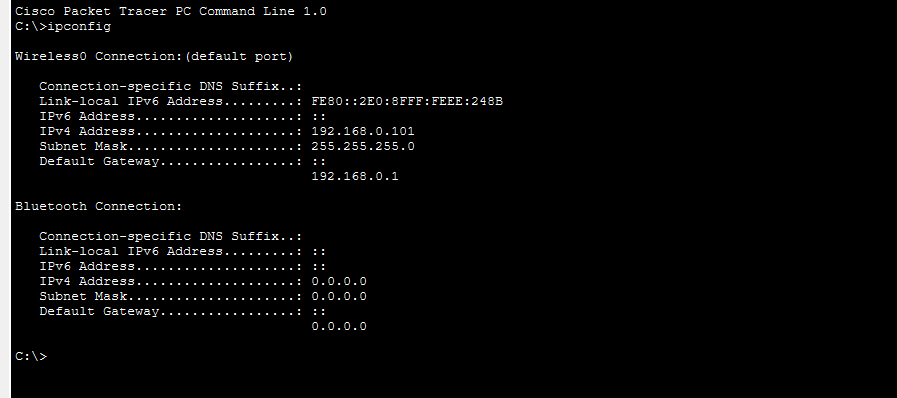 Cisco Packet Tracer PC Command Line 1.0
C:\>ipconfig
Wireless0 Connection:(default port)
Connection-specific DNS Suffix..:
Link-local IPv6 Address.........: FE80::2E0:8FFF:FEEE:248B
IPv6 Address....................: ::
IPv4 Address....................: 192.168.0.101
Subnet Mask.....................: 255.255.255.0
Default Gateway.................: ::
192.168.0.1
Bluetooth Connection:
Connection-specific DNS Suffix..:
Link-local IPv6 Address.........: ::
IPv6 Address....................: ::
IPv4 Address....................: 0.0.0.0
Subnet Mask.....................: 0.0.0.0
Default Gateway.................: ::
0.0.0.0
C:\>